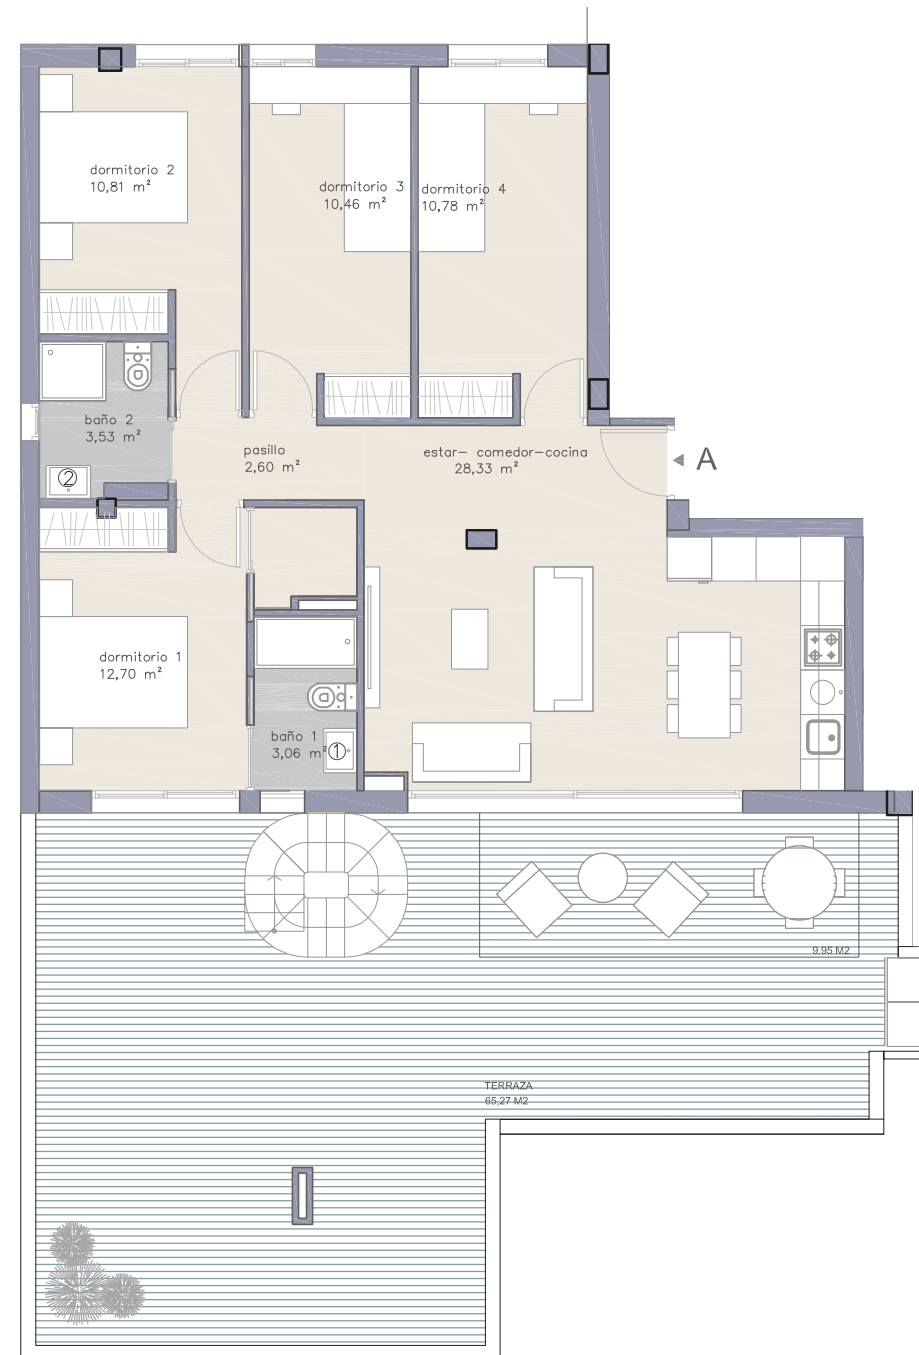 dormitorio 2
10,81 m²
dormitorio 3
10,46 m²
dormitorio 4
10,78 m²
baño 2
3,53 m²
2
pasillo
2,60 m²
estar- comedor-cocina
28,33 m²
A
dormitorio 1
12,70 m²
baño 1
3,06 m²
1
9.95 M2
TERRAZA
65,27 M2